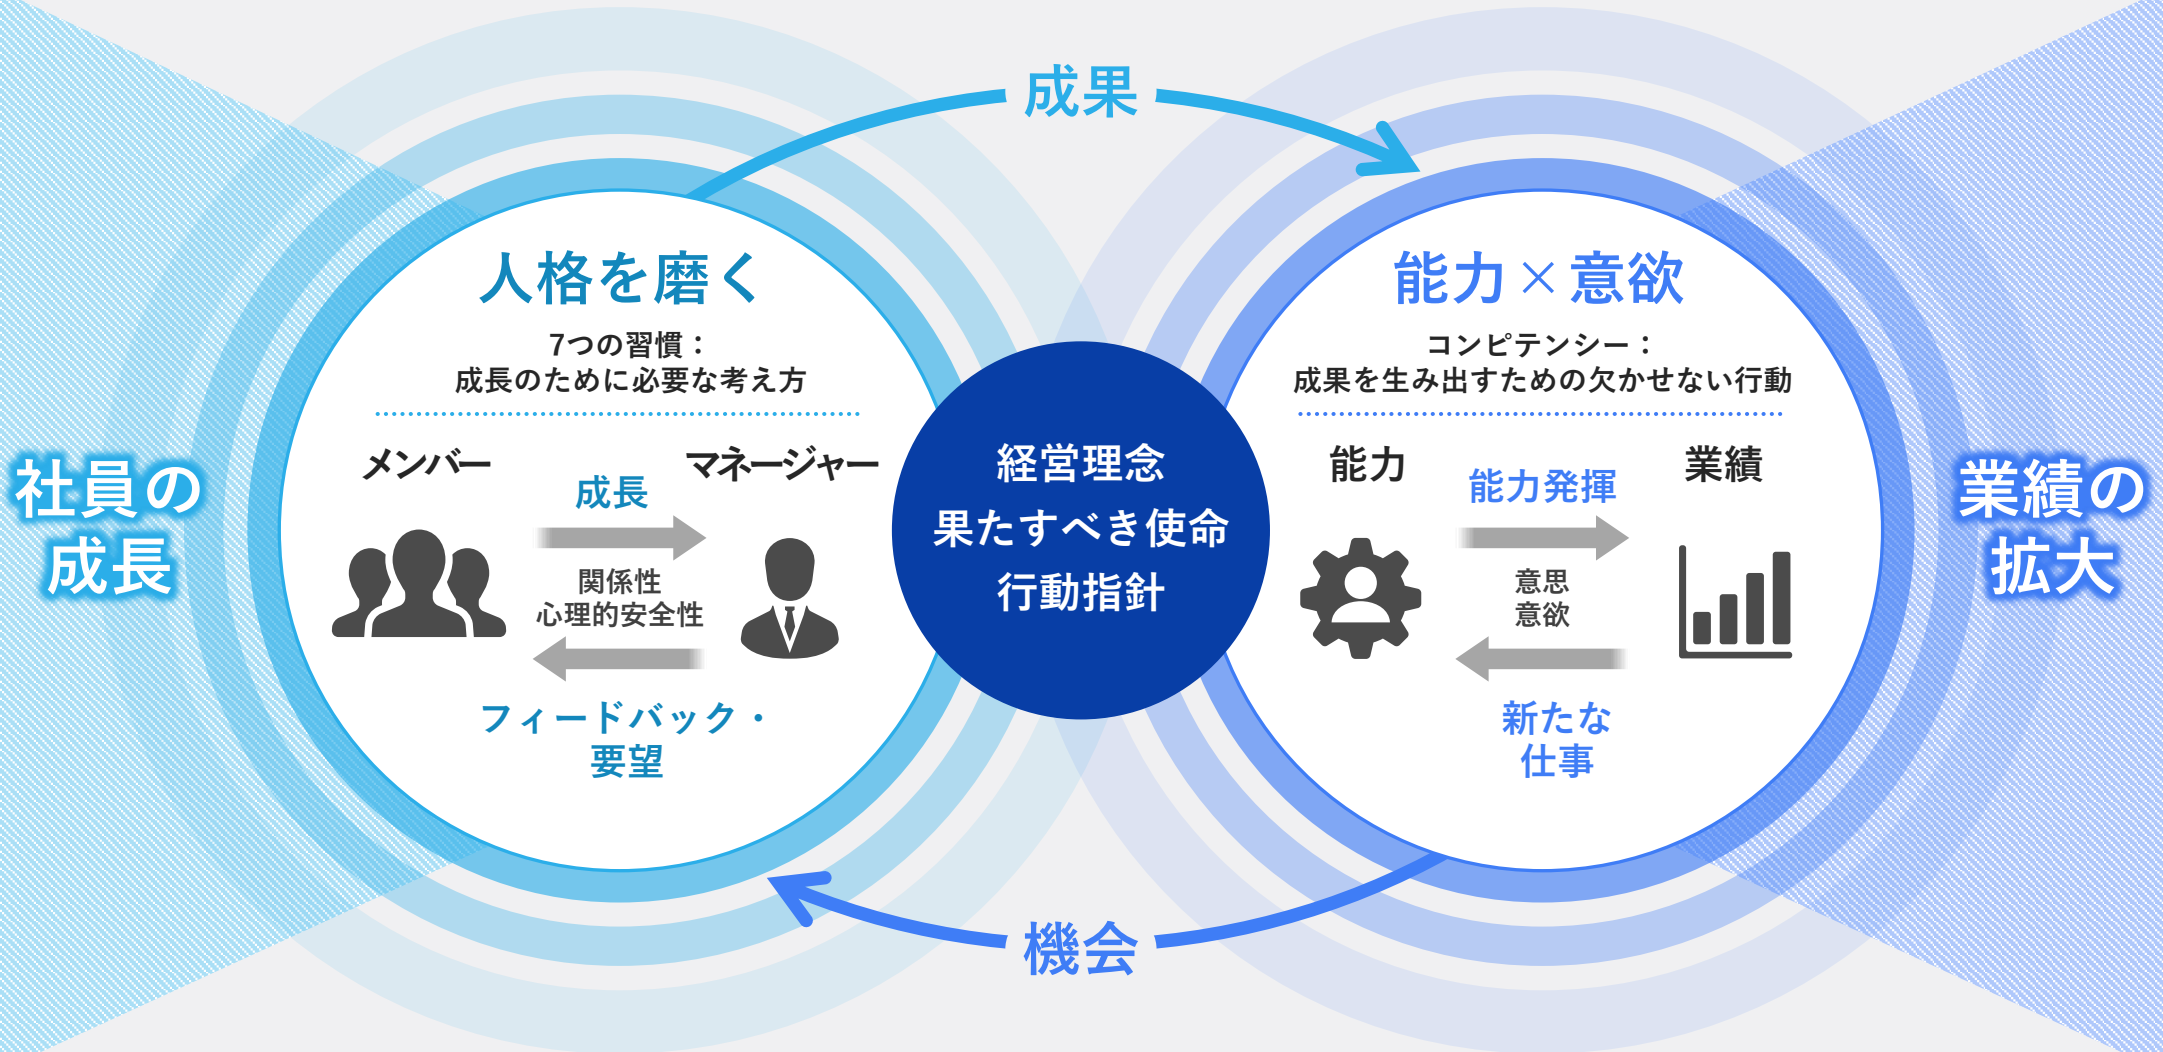 成果
人格を磨く
7つの習慣：
成長のために必要な考え方
メンバー
マネージャー
成長
関係性
心理的安全性
フィードバック・
要望
社員の
成長
経営理念
果たすべき使命
行動指針
能力×意欲
コンピテンシー：
成果を生み出すための欠かせない行動
能力
業績
能力発揮
意思
意欲
新たな
仕事
業績の
拡大
機会